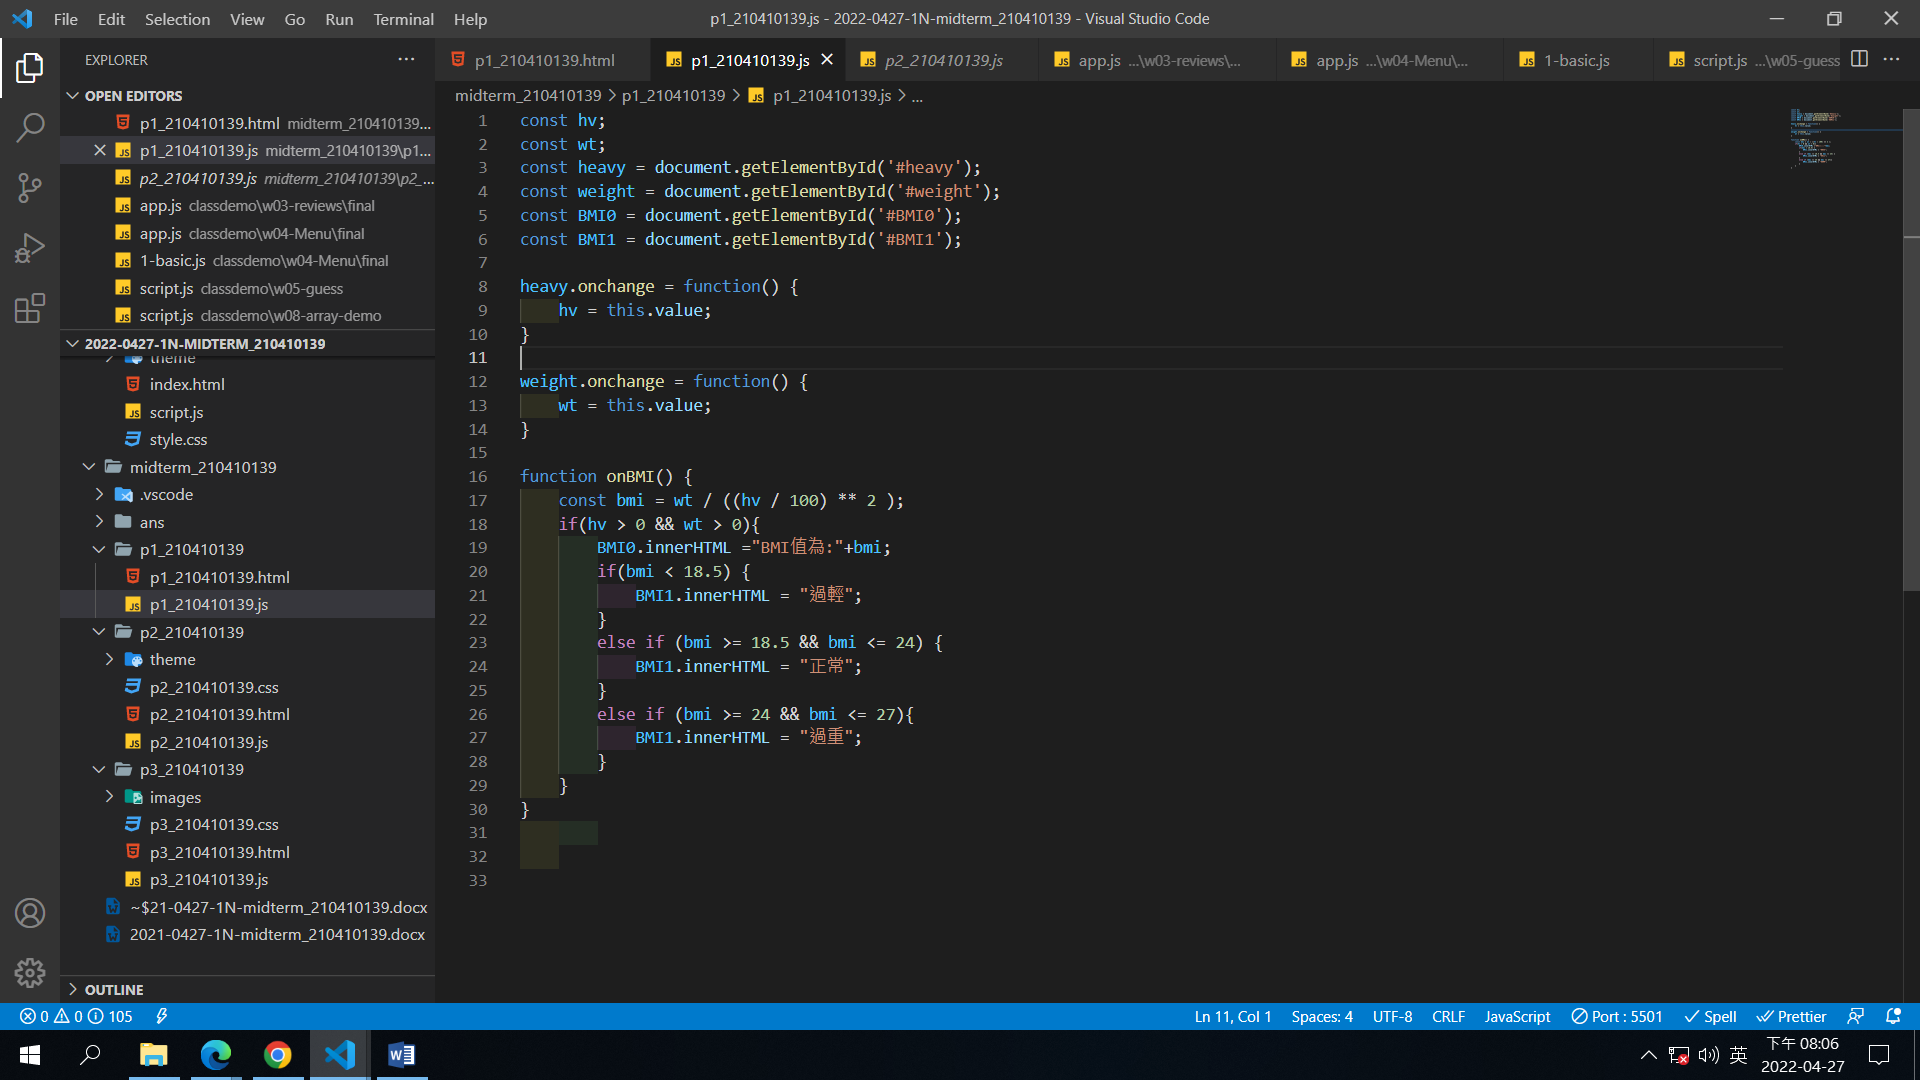 File Edit Selection View Go Run Terminal Help
p1_210410139.js - 2022-0427-1N-midterm_210410139 - Visual Studio Code
EXPLORER
OPEN EDITORS
p1_210410139.html midterm_210410139...
p1_210410139.js midterm_210410139\p1...
p2_210410139.js midterm_210410139\p2_...
app.js classdemo\w03-reviews\final
app.js classdemo\w04-Menu\final
1-basic.js classdemo\w04-Menu\final
script.js classdemo\w05-guess
script.js classdemo\w08-array-demo
2022-0427-1N-MIDTERM_210410139
theme
index.html
script.js
style.css
midterm_210410139
.vscode
ans
p1_210410139
p1_210410139.html
p1_210410139.js
p2_210410139
theme
p2_210410139.css
p2_210410139.html
p2_210410139.js
p3_210410139
images
p3_210410139.css
p3_210410139.html
p3_210410139.js
~$21-0427-1N-midterm_210410139.docx
2021-0427-1N-midterm_210410139.docx
OUTLINE
p1_210410139.html p1_210410139.js p2_210410139.js app.js ...\w03-reviews\... app.js ...\w04-Menu\... 1-basic.js script.js ...\w05-guess
midterm_210410139 > p1_210410139 > p1_210410139.js > ...
1 const hv;
2 const wt;
3 const heavy = document.getElementById('#heavy');
4 const weight = document.getElementById('#weight');
5 const BMI0 = document.getElementById('#BMI0');
6 const BMI1 = document.getElementById('#BMI1');
7
8 heavy.onchange = function() {
9 hv = this.value;
10 }
11
12 weight.onchange = function() {
13 wt = this.value;
14 }
15
16 function onBMI() {
17 const bmi = wt / ((hv / 100) ** 2 );
18 if(hv > 0 && wt > 0){
19 BMI0.innerHTML ="BMI值為:"+bmi;
20 if(bmi < 18.5) {
21 BMI1.innerHTML = "過輕";
22 }
23 else if (bmi >= 18.5 && bmi <= 24) {
24 BMI1.innerHTML = "正常";
25 }
26 else if (bmi >= 24 && bmi <= 27){
27 BMI1.innerHTML = "過重";
28 }
29 }
30 }
31
32
33
0 0 105
Ln 11, Col 1 Spaces: 4 UTF-8 CRLF JavaScript Port : 5501 Spell Prettier
英
下午 08:06
2022-04-27